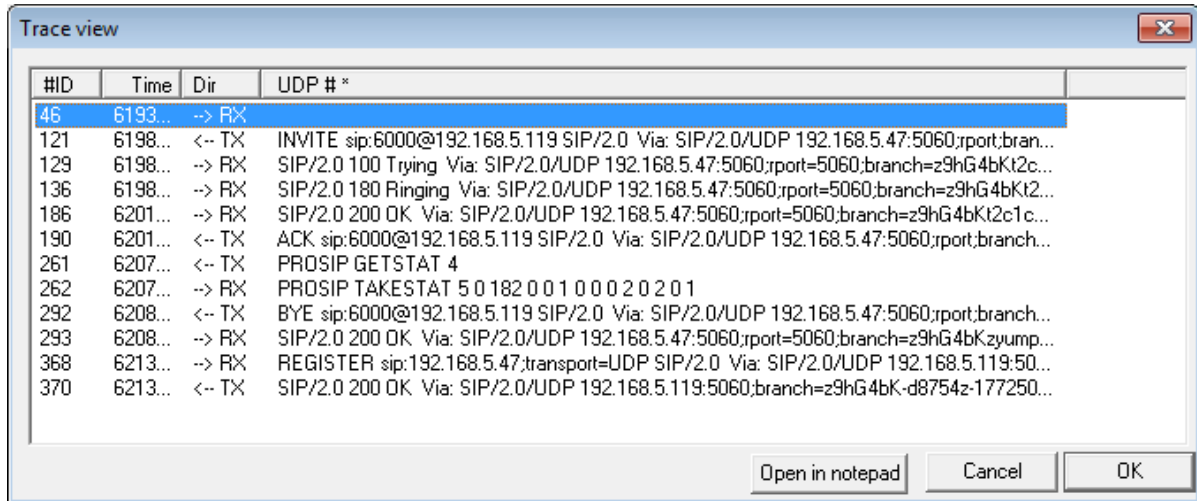 Trace view
#ID Time Dir UDP # *
46 6193... --> RX
121 6198... <-- TX INVITE sip:6000@192.168.5.119 SIP/2.0 Via: SIP/2.0/UDP 192.168.5.47:5060;rport;bran...
129 6198... --> RX SIP/2.0 100 Trying Via: SIP/2.0/UDP 192.168.5.47:5060;rport=5060;branch=z9hG4bKt2c...
136 6198... --> RX SIP/2.0 180 Ringing Via: SIP/2.0/UDP 192.168.5.47:5060;rport=5060;branch=z9hG4bKt2...
186 6201... --> RX SIP/2.0 200 OK Via: SIP/2.0/UDP 192.168.5.47:5060;rport=5060;branch=z9hG4bKt2c1c...
190 6201... <-- TX ACK sip:6000@192.168.5.119 SIP/2.0 Via: SIP/2.0/UDP 192.168.5.47:5060;rport;branch...
261 6207... <-- TX PROSIP GETSTAT 4
262 6207... --> RX PROSIP TAKESTAT 5 0 182 0 0 1 0 0 0 2 0 2 0 1
292 6208... <-- TX BYE sip:6000@192.168.5.119 SIP/2.0 Via: SIP/2.0/UDP 192.168.5.47:5060;rport;branch...
293 6208... --> RX SIP/2.0 200 OK Via: SIP/2.0/UDP 192.168.5.47:5060;rport=5060;branch=z9hG4bKzyump...
368 6213... --> RX REGISTER sip:192.168.5.47;transport=UDP SIP/2.0 Via: SIP/2.0/UDP 192.168.5.119:50...
370 6213... <-- TX SIP/2.0 200 OK Via: SIP/2.0/UDP 192.168.5.119:5060;branch=z9hG4bK-d8754z-177250...
Open in notepad Cancel OK